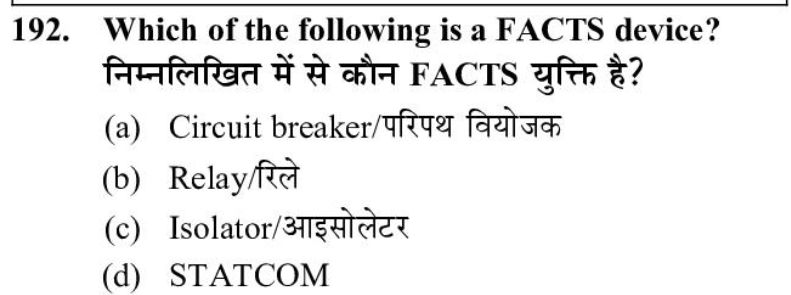 192. Which of the following is a FACTS device?
निम्नलिखित में से कौन FACTS युक्ति है?
(a) Circuit breaker/परिपथ वियोजक
(b) Relay/रिले
(c) Isolator/आइसोलेटर
(d) STATCOM